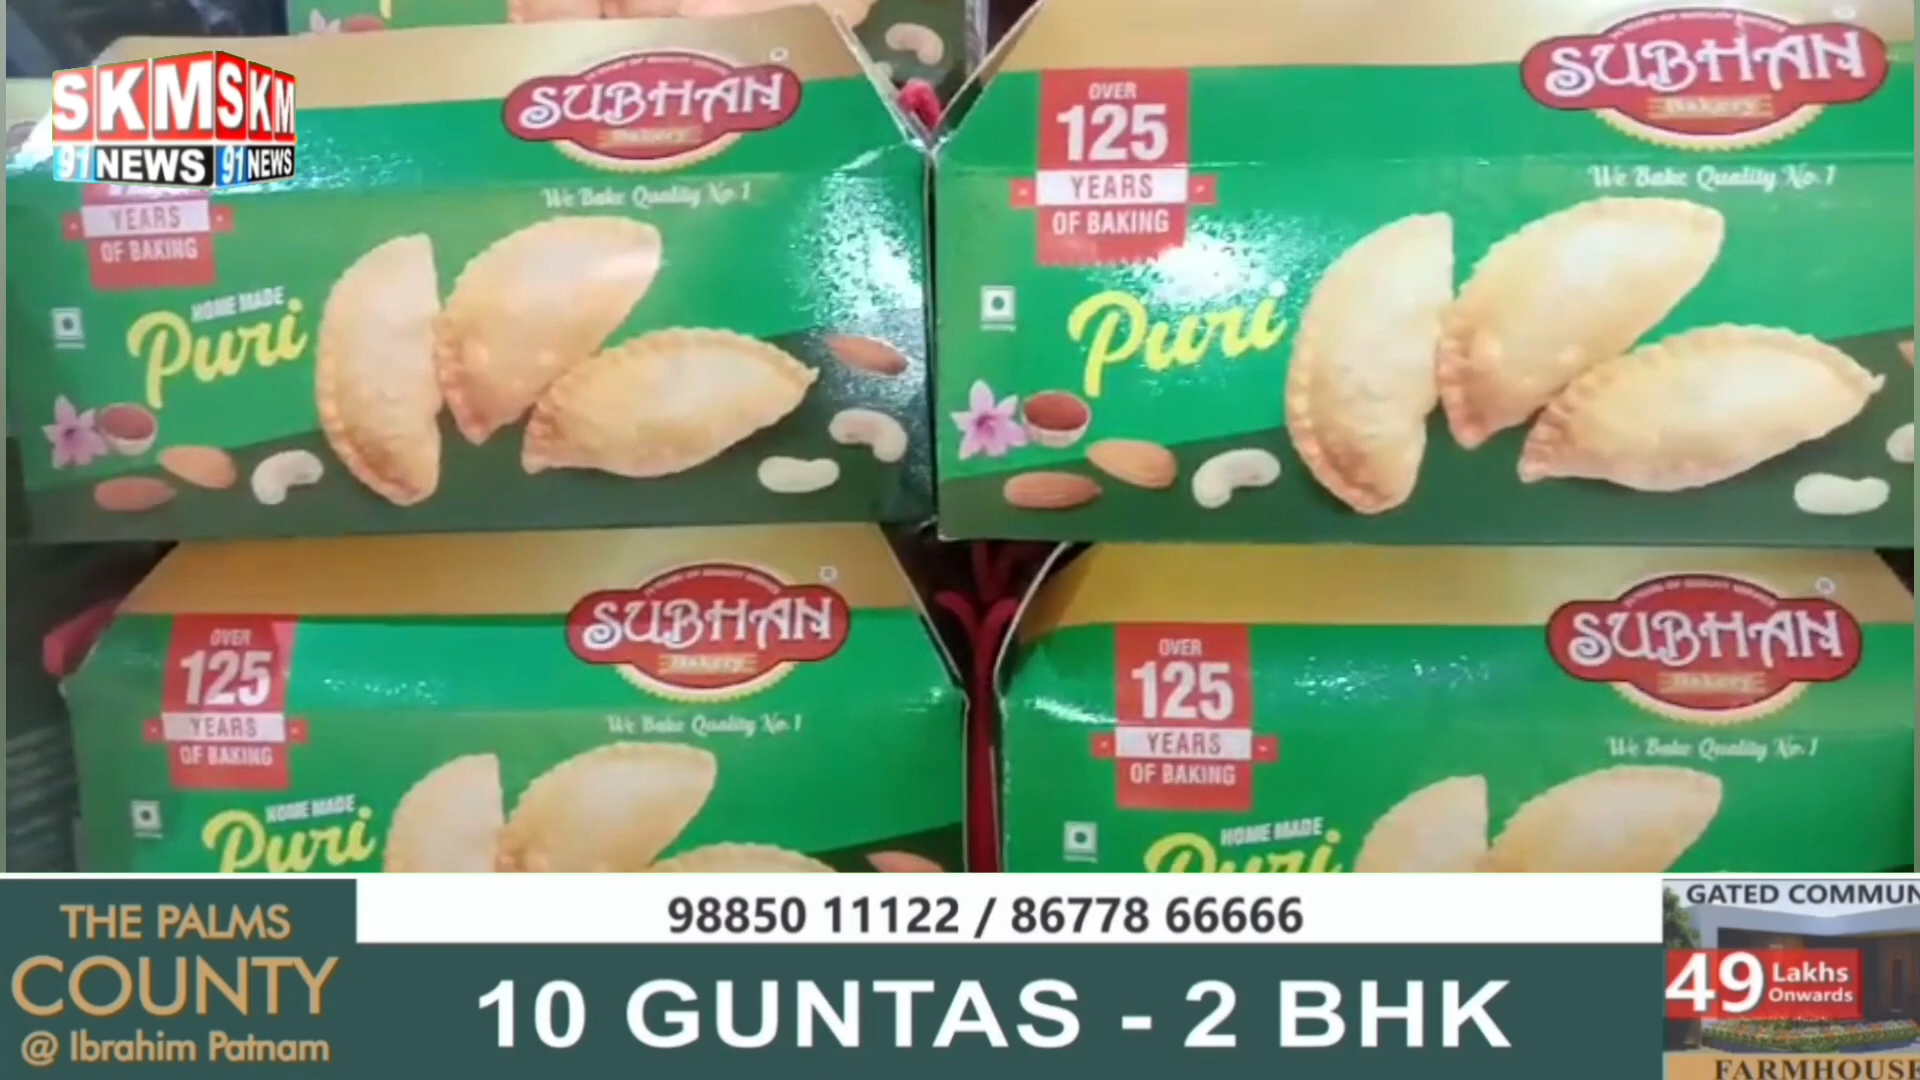 SKM SKM
91 NEWS 91 NEWS
SUBHAN
Bakery
We Bake Quality No.1
YEARS
OF BAKING
HOME MADE
Puri
OVER
125
YEARS
OF BAKING
SUBHAN
Bakery
We Bake Quality No.1
Puri
OVER
125
YEARS
OF BAKING
SUBHAN
Bakery
We Bake Quality No.1
HOME MADE
Puri
OVER
125
YEARS
OF BAKING
SUBHAN
Bakery
We Bake Quality No.1
HOME MADE
Puri
THE PALMS
COUNTY
@ Ibrahim Patnam
98850 11122 / 86778 66666
10 GUNTAS - 2 BHK
GATED COMMUN
49 Lakhs
Onwards
FARMHOUSE